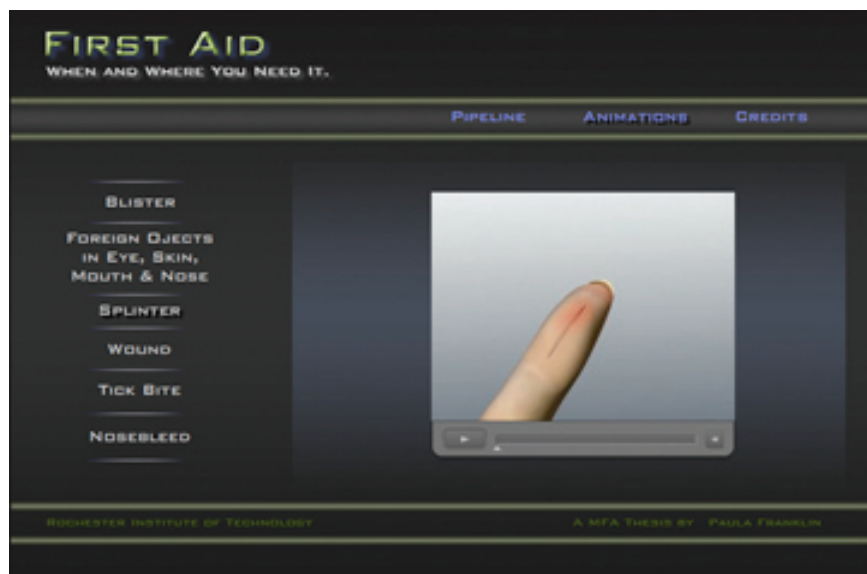 First Aid
When and Where You Need It.
Pipeline Animations Credits
Blister
Foreign Ojects
in Eye, Skin,
Mouth & Nose
Splinter
Wound
Tick Bite
Nosebleed
Rochester Institute of Technology A MFA Thesis by Paula Franklin